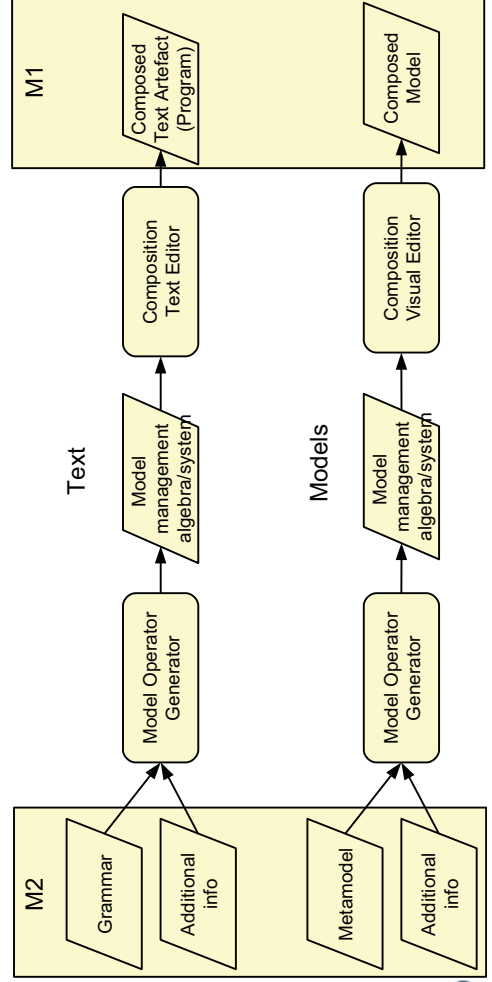 M2
Grammar
Additional
info
Metamodel
Additional
info
Text
Model Operator
Generator
Model
management
algebra/system
Composition
Text Editor
Models
Model Operator
Generator
Model
management
algebra/system
Composition
Visual Editor
M1
Composed
Text Artefact
(Program)
Composed
Model